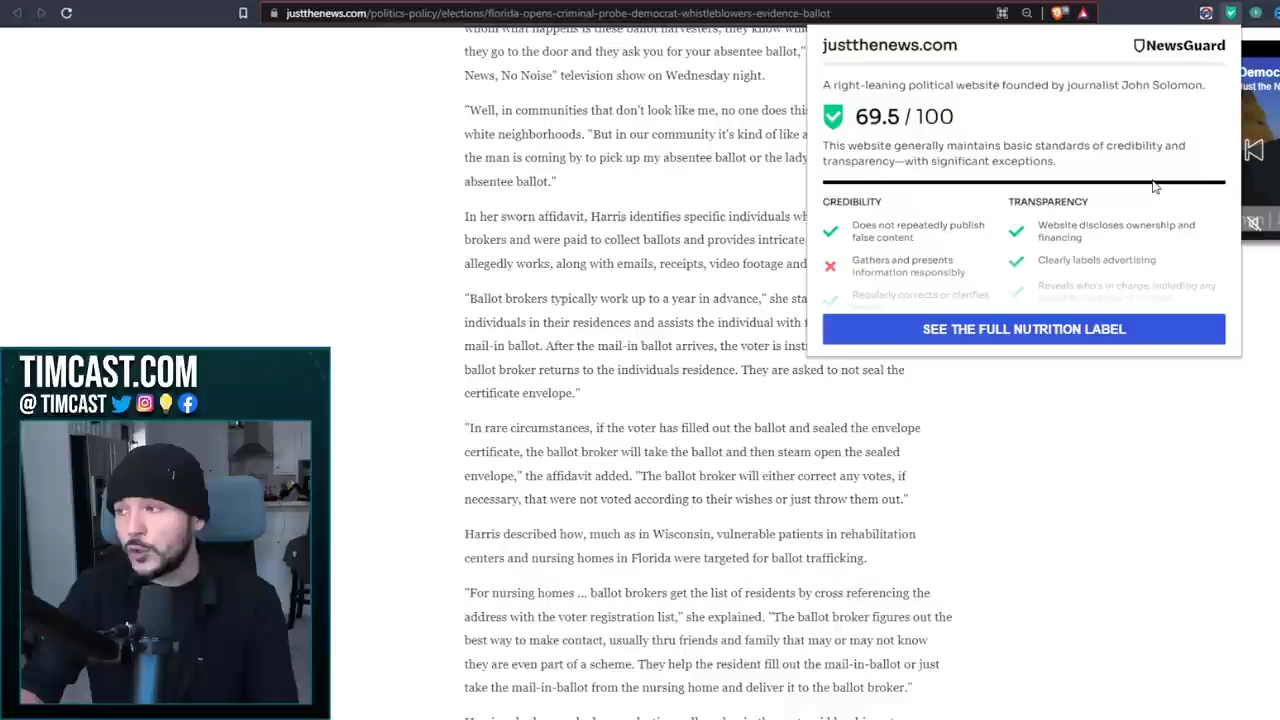 justthenews.com/politics-policy/elections/florida-opens-criminal-probe-democrat-whistleblowers-evidence-ballot
they go to the door and they ask you for your absentee ballot,"
News, No Noise" television show on Wednesday night.
"Well, in communities that don't look like me, no one does this
white neighborhoods. "But in our community it's kind of like a
the man is coming by to pick up my absentee ballot or the lady
absentee ballot."
In her sworn affidavit, Harris identifies specific individuals wh
brokers and were paid to collect ballots and provides intricate
allegedly works, along with emails, receipts, video footage and
"Ballot brokers typically work up to a year in advance," she sta
individuals in their residences and assists the individual with f
mail-in ballot. After the mail-in ballot arrives, the voter is inst
ballot broker returns to the individuals residence. They are asked to not seal the
certificate envelope."
"In rare circumstances, if the voter has filled out the ballot and sealed the envelope
certificate, the ballot broker will take the ballot and then steam open the sealed
envelope," the affidavit added. "The ballot broker will either correct any votes, if
necessary, that were not voted according to their wishes or just throw them out."
Harris described how, much as in Wisconsin, vulnerable patients in rehabilitation
centers and nursing homes in Florida were targeted for ballot trafficking.
"For nursing homes ... ballot brokers get the list of residents by cross referencing the
address with the voter registration list," she explained. "The ballot broker figures out the
best way to make contact, usually thru friends and family that may or may not know
they are even part of a scheme. They help the resident fill out the mail-in-ballot or just
take the mail-in-ballot from the nursing home and deliver it to the ballot broker."
justthenews.com
NewsGuard
A right-leaning political website founded by journalist John Solomon.
69.5 / 100
This website generally maintains basic standards of credibility and
transparency—with significant exceptions.
CREDIBILITY
Does not repeatedly publish
false content
Gathers and presents
information responsibly
Regularly corrects or clarifies
TRANSPARENCY
Website discloses ownership and
financing
Clearly labels advertising
Reveals who's in charge, including any
SEE THE FULL NUTRITION LABEL
Democ
Just the N
TIMCAST.COM
@ TIMCAST